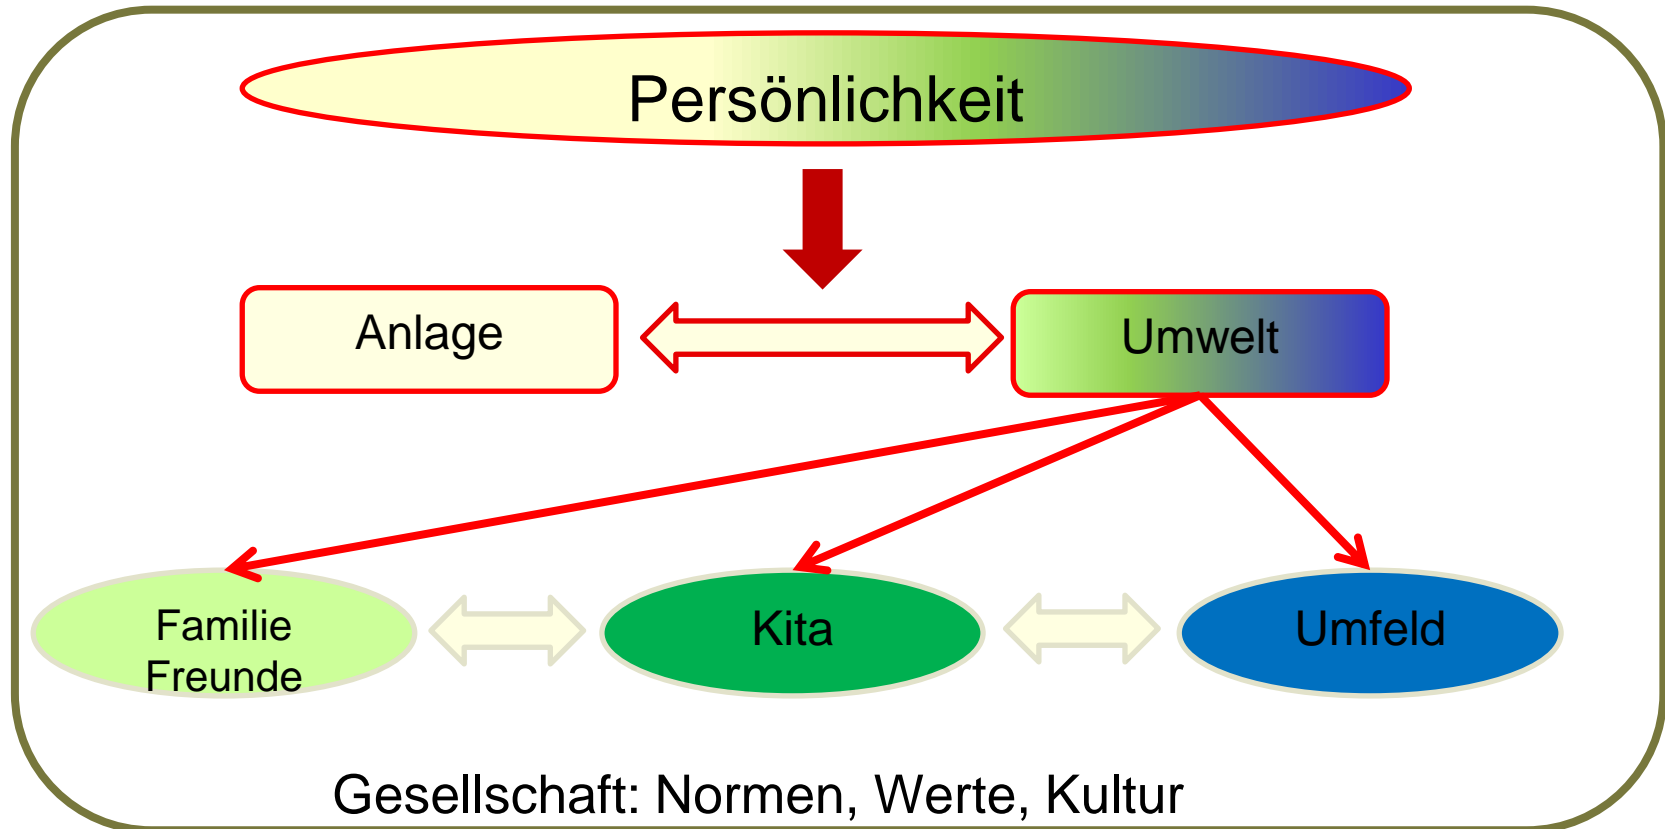 Persönlichkeit
Anlage
Umwelt
Familie
Freunde
Kita
Umfeld
Gesellschaft: Normen, Werte, Kultur